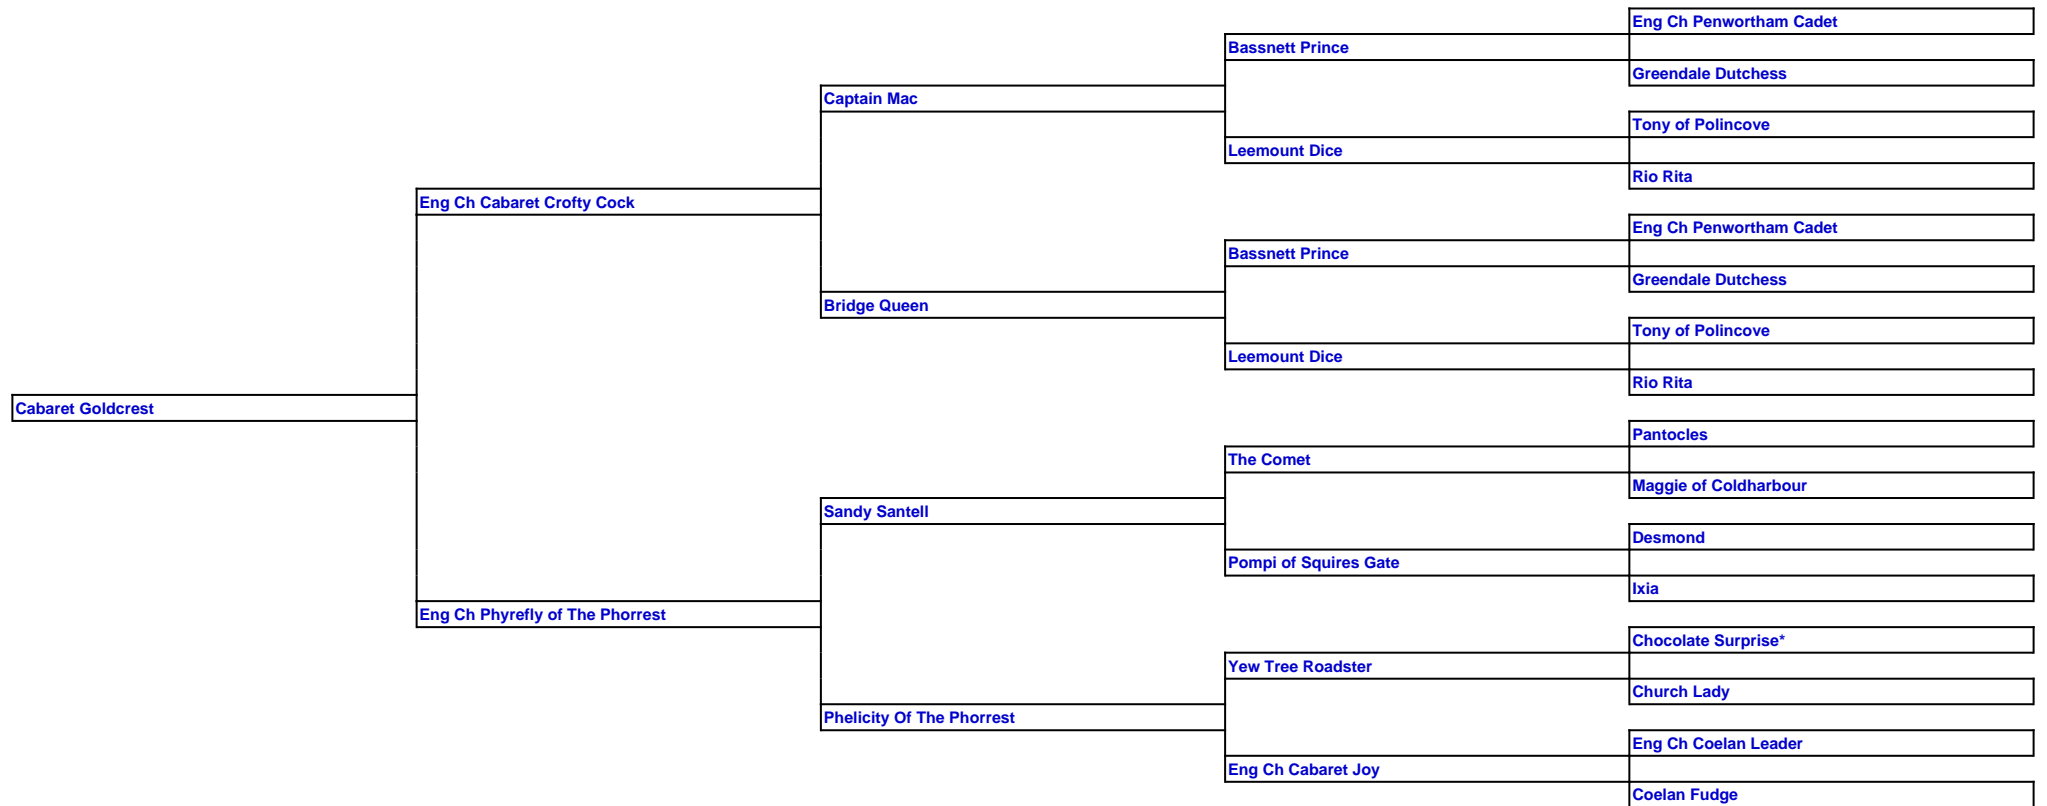 Eng Ch Penwortham Cadet
Bassnett Prince
Greendale Dutchess
Captain Mac
Tony of Polincove
Leemount Dice
Rio Rita
Eng Ch Cabaret Crofty Cock
Eng Ch Penwortham Cadet
Bassnett Prince
Greendale Dutchess
Bridge Queen
Tony of Polincove
Leemount Dice
Rio Rita
Cabaret Goldcrest
Pantocles
The Comet
Maggie of Coldharbour
Sandy Santell
Desmond
Pompi of Squires Gate
Ixia
Eng Ch Phyrefly of The Phorrest
Chocolate Surprise*
Yew Tree Roadster
Church Lady
Phelicity Of The Phorrest
Eng Ch Coelan Leader
Eng Ch Cabaret Joy
Coelan Fudge